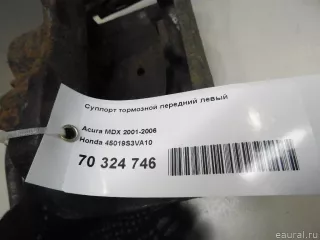 Суппорт тормозной передний левый
Acura MDX 2001-2006
Honda 45019S3VA10
70 324 746
© eaural.ru